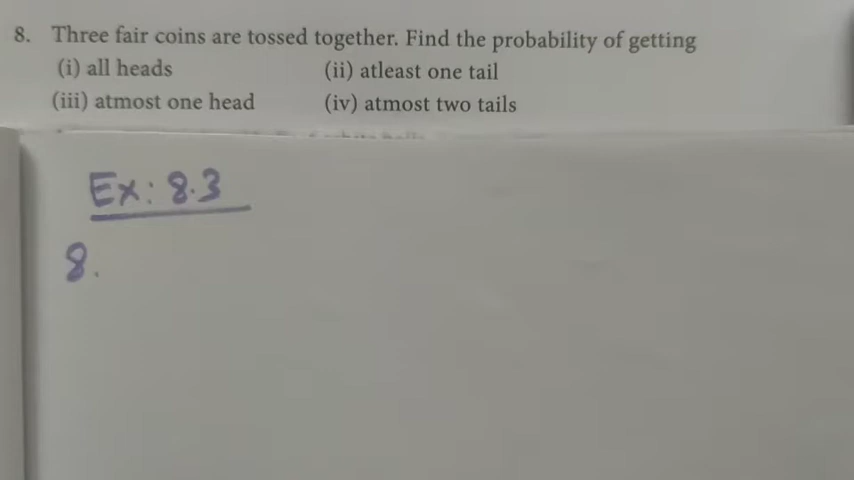 8. Three fair coins are tossed together. Find the probability of getting
(i) all heads (ii) atleast one tail
(iii) atmost one head (iv) atmost two tails
Ex: 8.3
8.